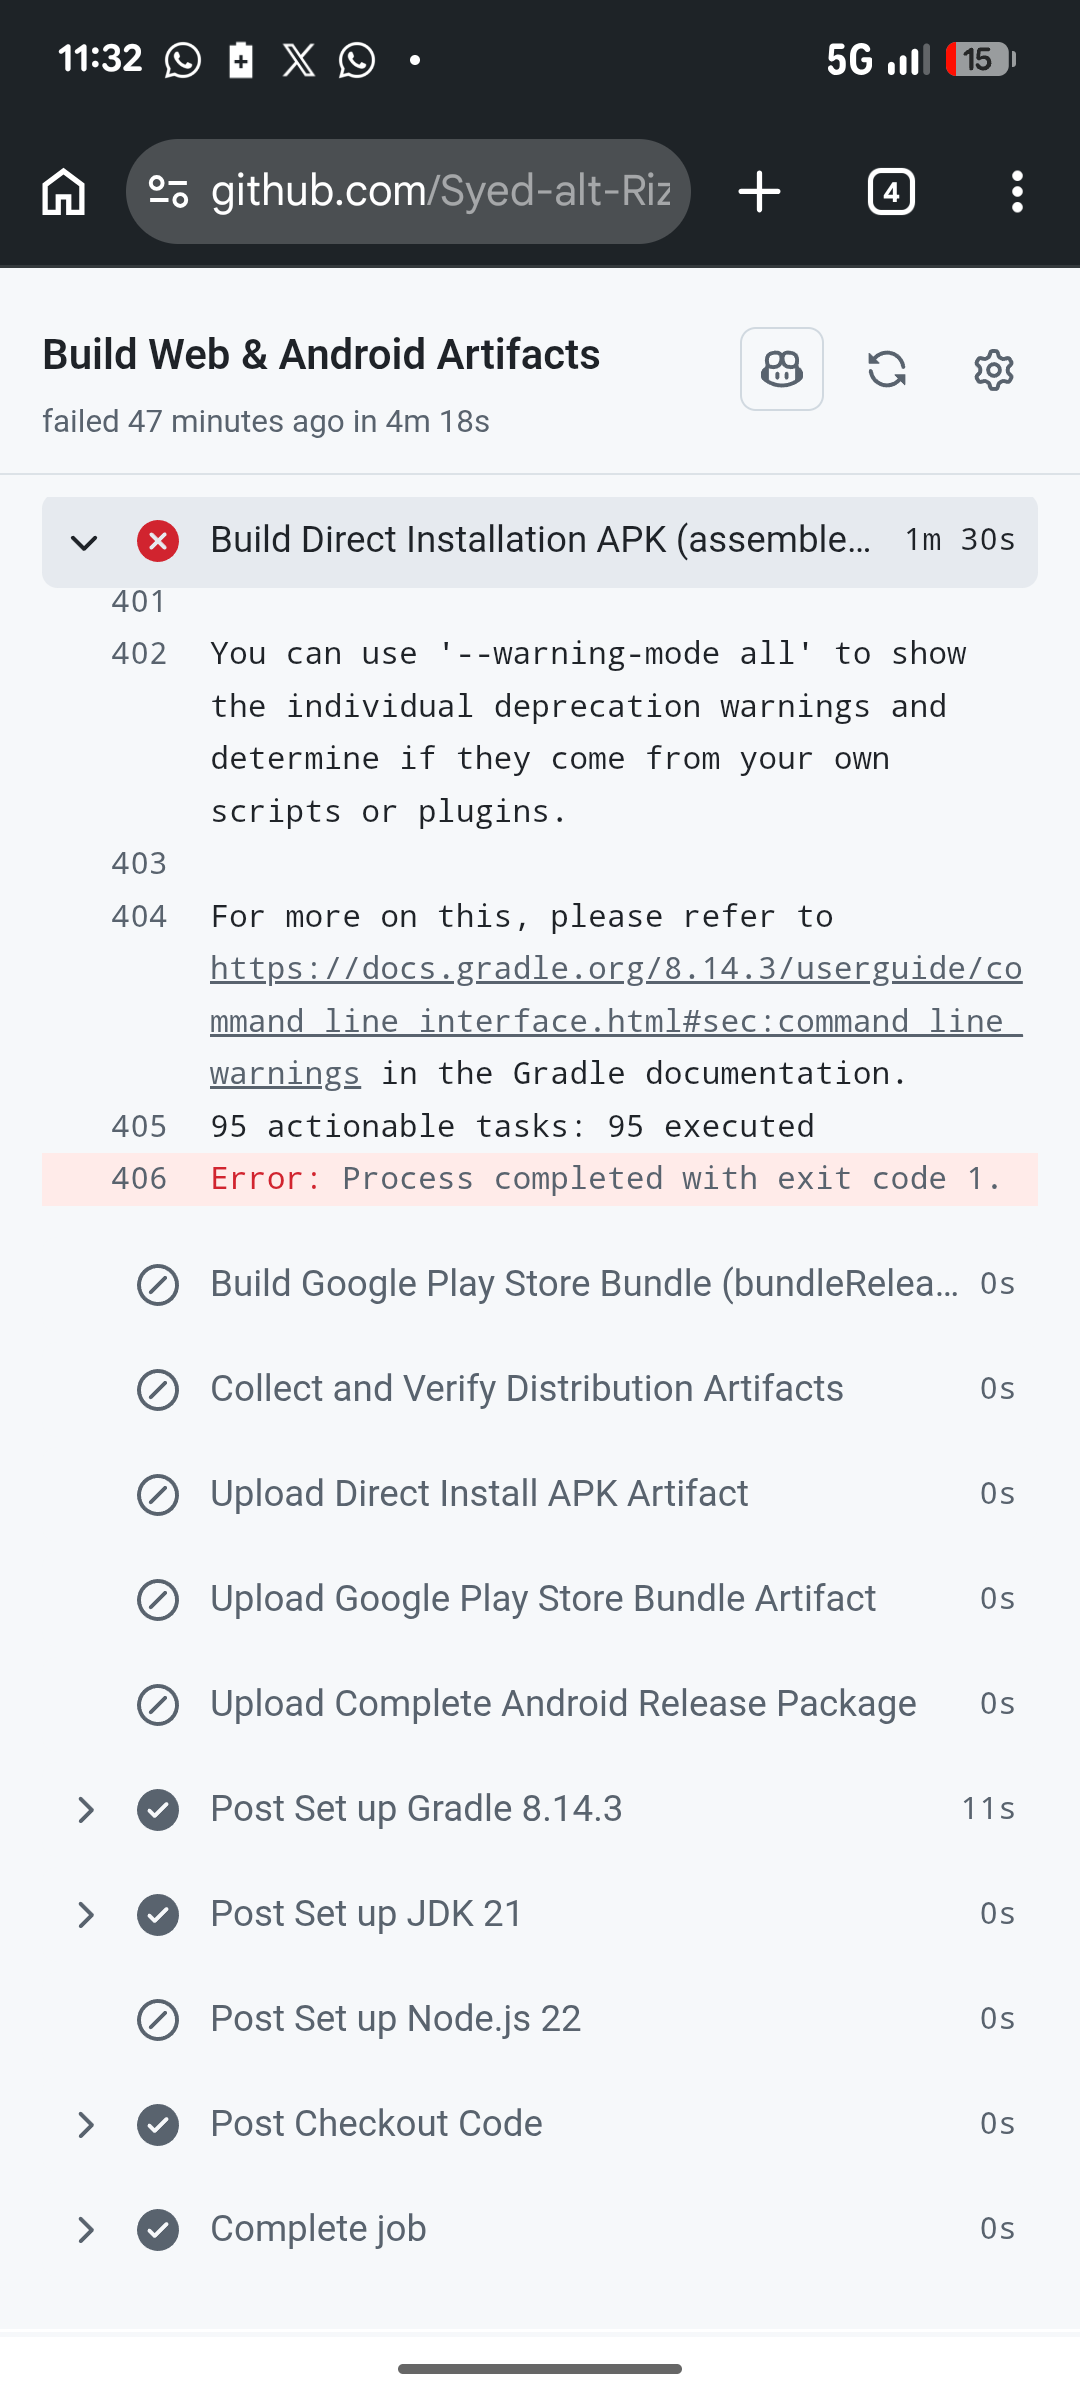 11:32
5G
15
github.com/Syed-alt-Riz
4
Build Web & Android Artifacts
failed 47 minutes ago in 4m 18s
Build Direct Installation APK (assemble... 1m 30s
401
402 You can use '--warning-mode all' to show
the individual deprecation warnings and
determine if they come from your own
scripts or plugins.
403
404 For more on this, please refer to
https://docs.gradle.org/8.14.3/userguide/co
mmand_line_interface.html#sec:command_line_
warnings in the Gradle documentation.
405 95 actionable tasks: 95 executed
406 Error: Process completed with exit code 1.
Build Google Play Store Bundle (bundleRelea... 0s
Collect and Verify Distribution Artifacts 0s
Upload Direct Install APK Artifact 0s
Upload Google Play Store Bundle Artifact 0s
Upload Complete Android Release Package 0s
Post Set up Gradle 8.14.3 11s
Post Set up JDK 21 0s
Post Set up Node.js 22 0s
Post Checkout Code 0s
Complete job 0s